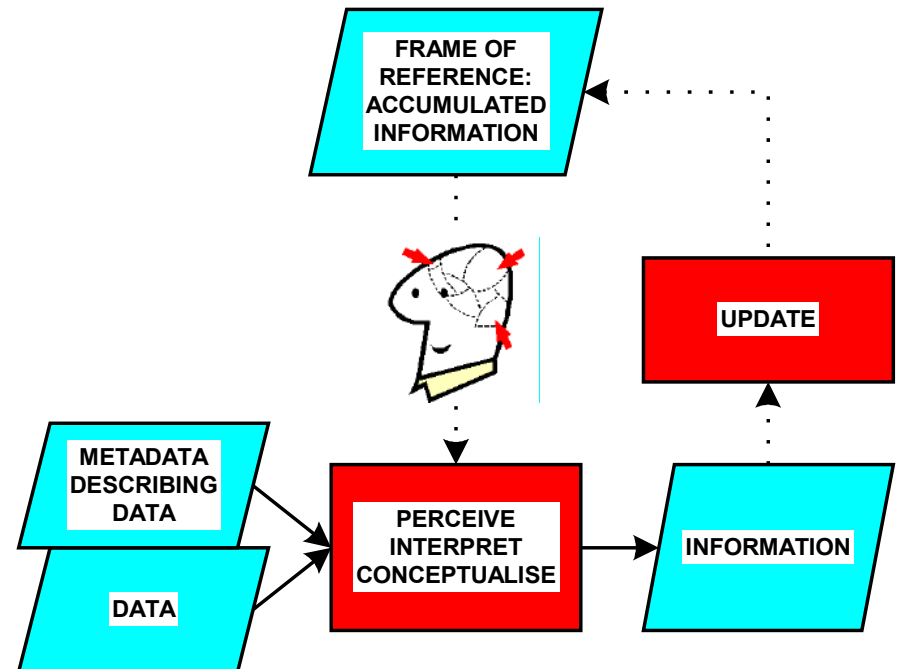 FRAME OF
REFERENCE:
ACCUMULATED
INFORMATION
UPDATE
METADATA
DESCRIBING
DATA
PERCEIVE
INTERPRET
CONCEPTUALISE
INFORMATION
DATA